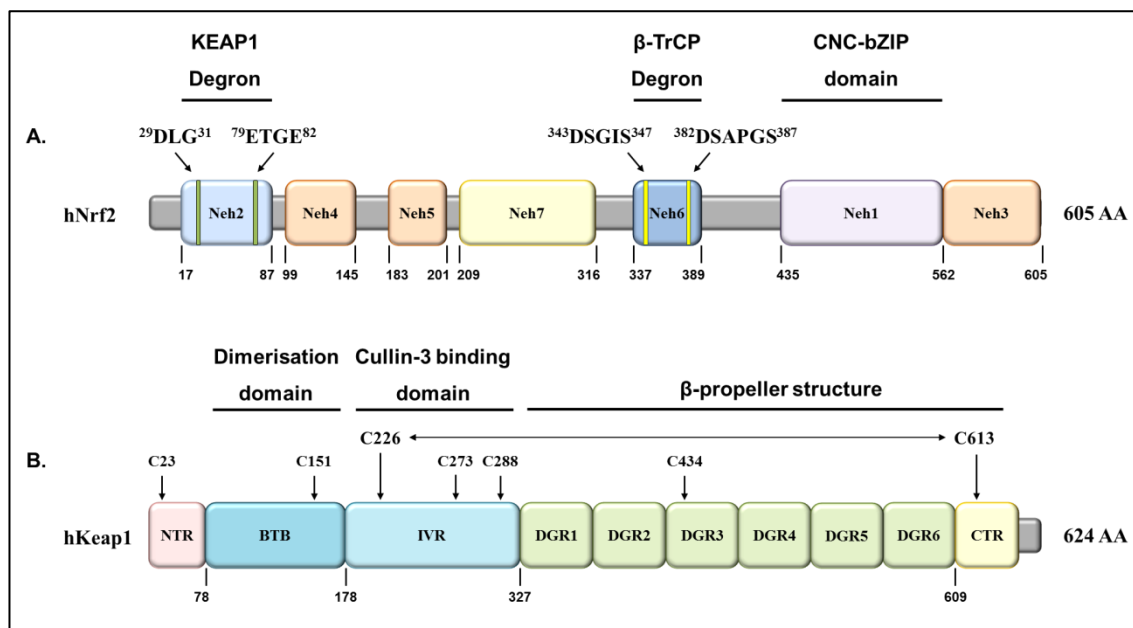 KEAP1
Degron
β-TrCP
Degron
CNC-bZIP
domain
A.
²⁹DLG³¹ ⁷⁹ETGE⁸² ³⁴³DSGIS³⁴⁷ ³⁸²DSAPGS³⁸⁷
hNrf2 Neh2 Neh4 Neh5 Neh7 Neh6 Neh1 Neh3 605 AA
17 87 99 145 183 201 209 316 337 389 435 562 605
Dimerisation
domain
Cullin-3 binding
domain
β-propeller structure
C226 C613
B. C23 C151 C273 C288 C434
hKeap1 NTR BTB IVR DGR1 DGR2 DGR3 DGR4 DGR5 DGR6 CTR 624 AA
78 178 327 609